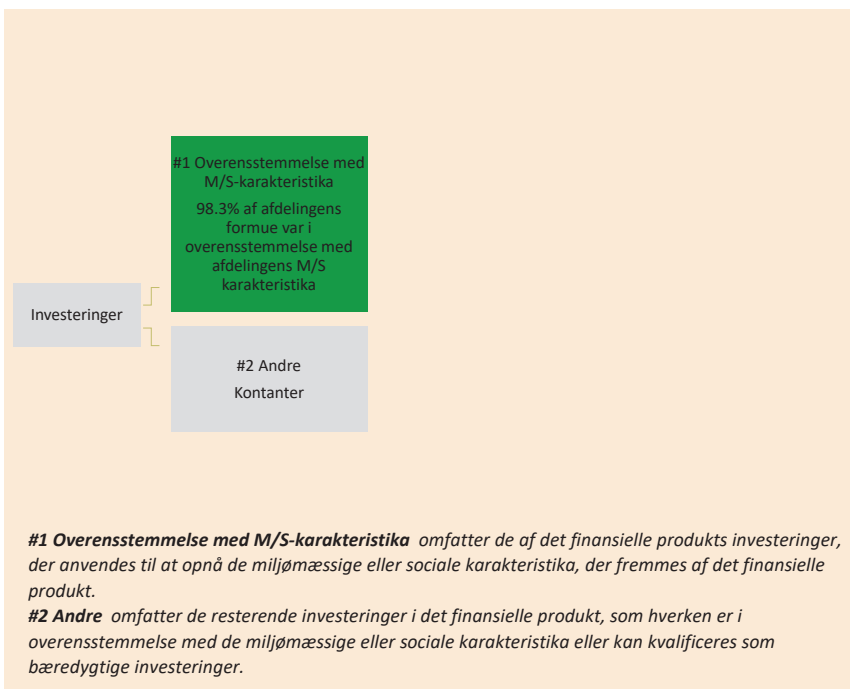 #1 Overensstemmelse med
M/S-karakteristika
98.3% af afdelingens
formue var i
overensstemmelse med
afdelingens M/S
karakteristika
Investeringer
#2 Andre
Kontanter
#1 Overensstemmelse med M/S-karakteristika omfatter de af det finansielle produkts investeringer,
der anvendes til at opnå de miljømæssige eller sociale karakteristika, der fremmes af det finansielle
produkt.
#2 Andre omfatter de resterende investeringer i det finansielle produkt, som hverken er i
overensstemmelse med de miljømæssige eller sociale karakteristika eller kan kvalificeres som
bæredygtige investeringer.